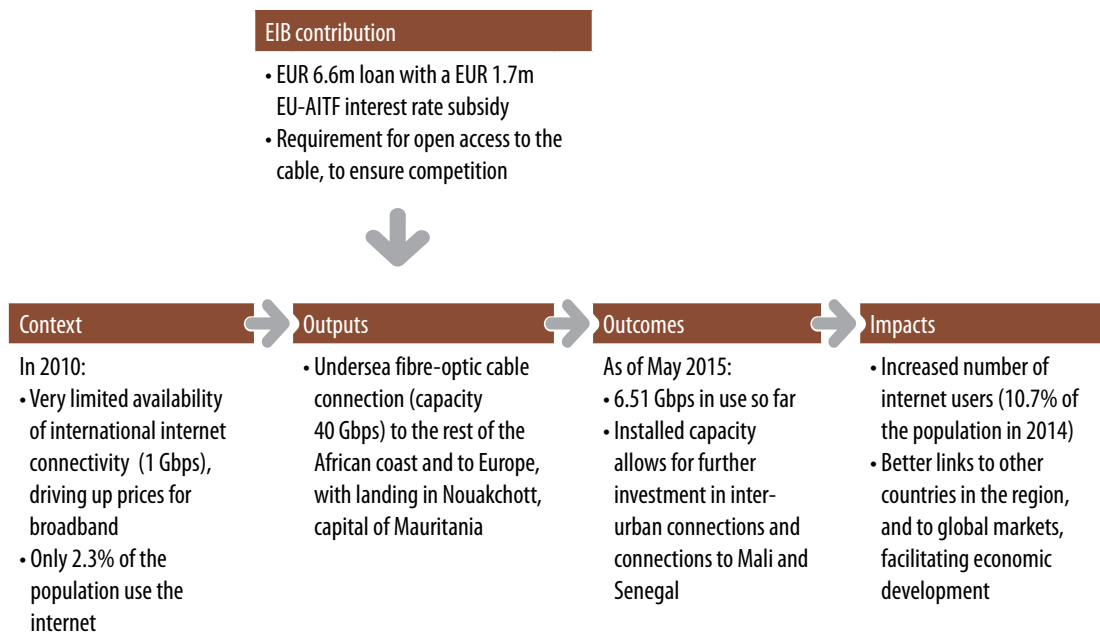 EIB contribution
• EUR 6.6m loan with a EUR 1.7m
EU-AITF interest rate subsidy
• Requirement for open access to the
cable, to ensure competition
Context
In 2010:
• Very limited availability
of international internet
connectivity (1 Gbps),
driving up prices for
broadband
• Only 2.3% of the
population use the
internet
Outputs
• Undersea fibre-optic cable
connection (capacity
40 Gbps) to the rest of the
African coast and to Europe,
with landing in Nouakchott,
capital of Mauritania
Outcomes
As of May 2015:
• 6.51 Gbps in use so far
• Installed capacity
allows for further
investment in inter-
urban connections and
connections to Mali and
Senegal
Impacts
• Increased number of
internet users (10.7% of
the population in 2014)
• Better links to other
countries in the region,
and to global markets,
facilitating economic
development